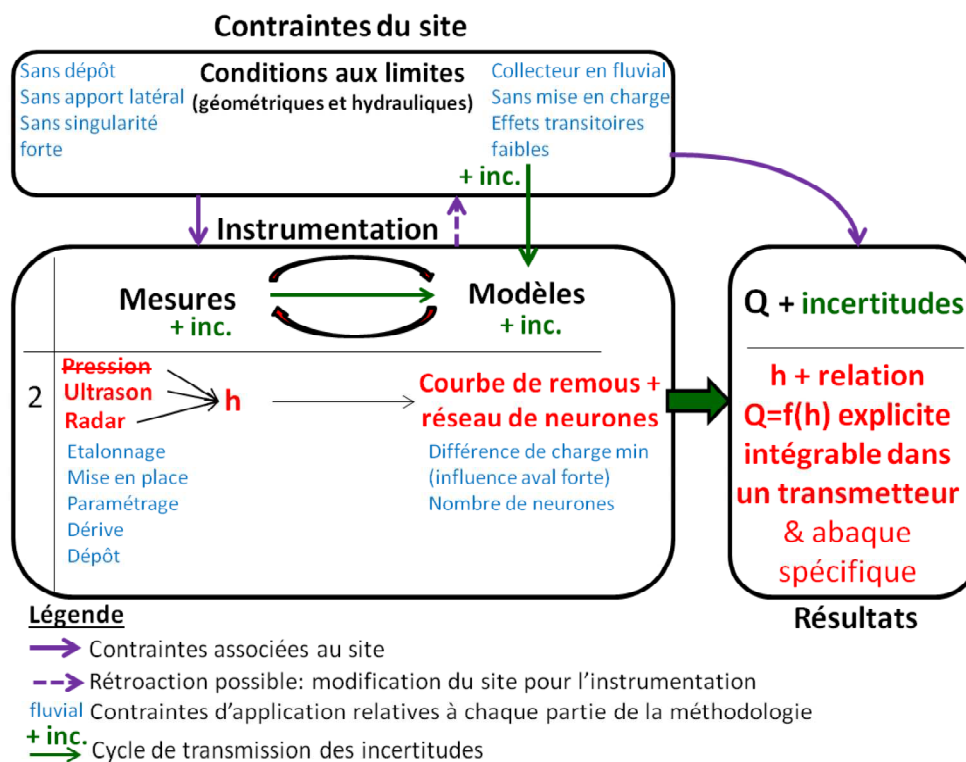 Contraintes du site
Sans dépôt
Sans apport latéral
Sans singularité
forte
Conditions aux limites
(géométriques et hydrauliques)
Collecteur en fluvial
Sans mise en charge
Effets transitoires
faibles
+ inc.
Instrumentation
Mesures
+ inc.
Modèles
+ inc.
2
Pression
Ultrason
Radar
h
Etalonnage
Mise en place
Paramétrage
Dérive
Dépôt
Courbe de remous +
réseau de neurones
Différence de charge min
(influence aval forte)
Nombre de neurones
Q + incertitudes
h + relation
Q=f(h) explicite
intégrable dans
un transmetteur
& abaque
spécifique
Résultats
Légende
Contraintes associées au site
Rétroaction possible: modification du site pour l'instrumentation
fluvial Contraintes d'application relatives à chaque partie de la méthodologie
+ inc.
Cycle de transmission des incertitudes